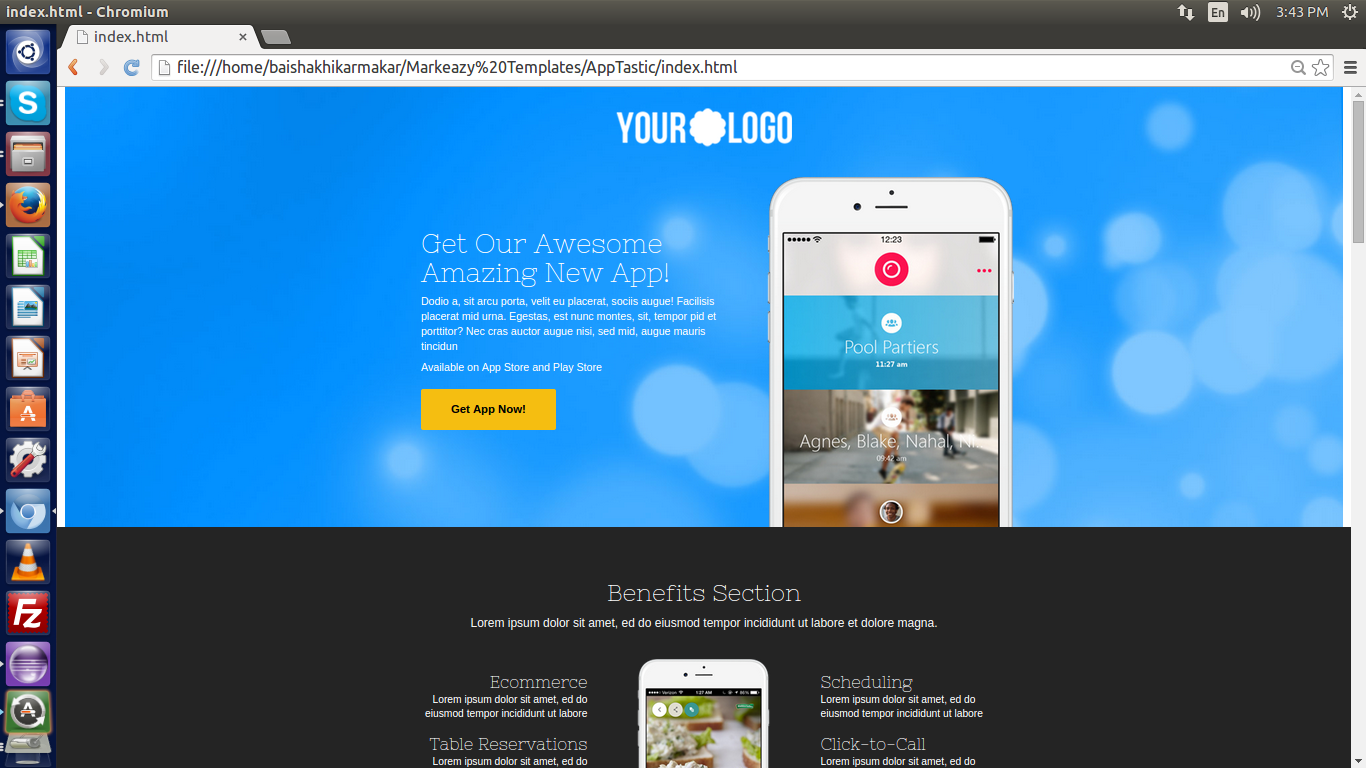 index.html - Chromium
En
3:43 PM
index.html
file:///home/baishakhikarmakar/Markeazy%20Templates/AppTastic/index.html
YOUR LOGO
Get Our Awesome
Amazing New App!
Dodio a, sit arcu porta, velit eu placerat, sociis augue! Facilisis
placerat mid urna. Egestas, est nunc montes, sit, tempor pid et
porttitor? Nec cras auctor augue nisi, sed mid, augue mauris
tincidun
Available on App Store and Play Store
Get App Now!
12:23
Pool Partiers
11:27 am
Agnes, Blake, Nahal, Ni...
09:42 am
Benefits Section
Lorem ipsum dolor sit amet, ed do eiusmod tempor incididunt ut labore et dolore magna.
Ecommerce
Lorem ipsum dolor sit amet, ed do
eiusmod tempor incididunt ut labore
Table Reservations
Lorem ipsum dolor sit amet, ed do
Verizon
1:27 AM
86%
Scheduling
Lorem ipsum dolor sit amet, ed do
eiusmod tempor incididunt ut labore
Click-to-Call
Lorem ipsum dolor sit amet, ed do